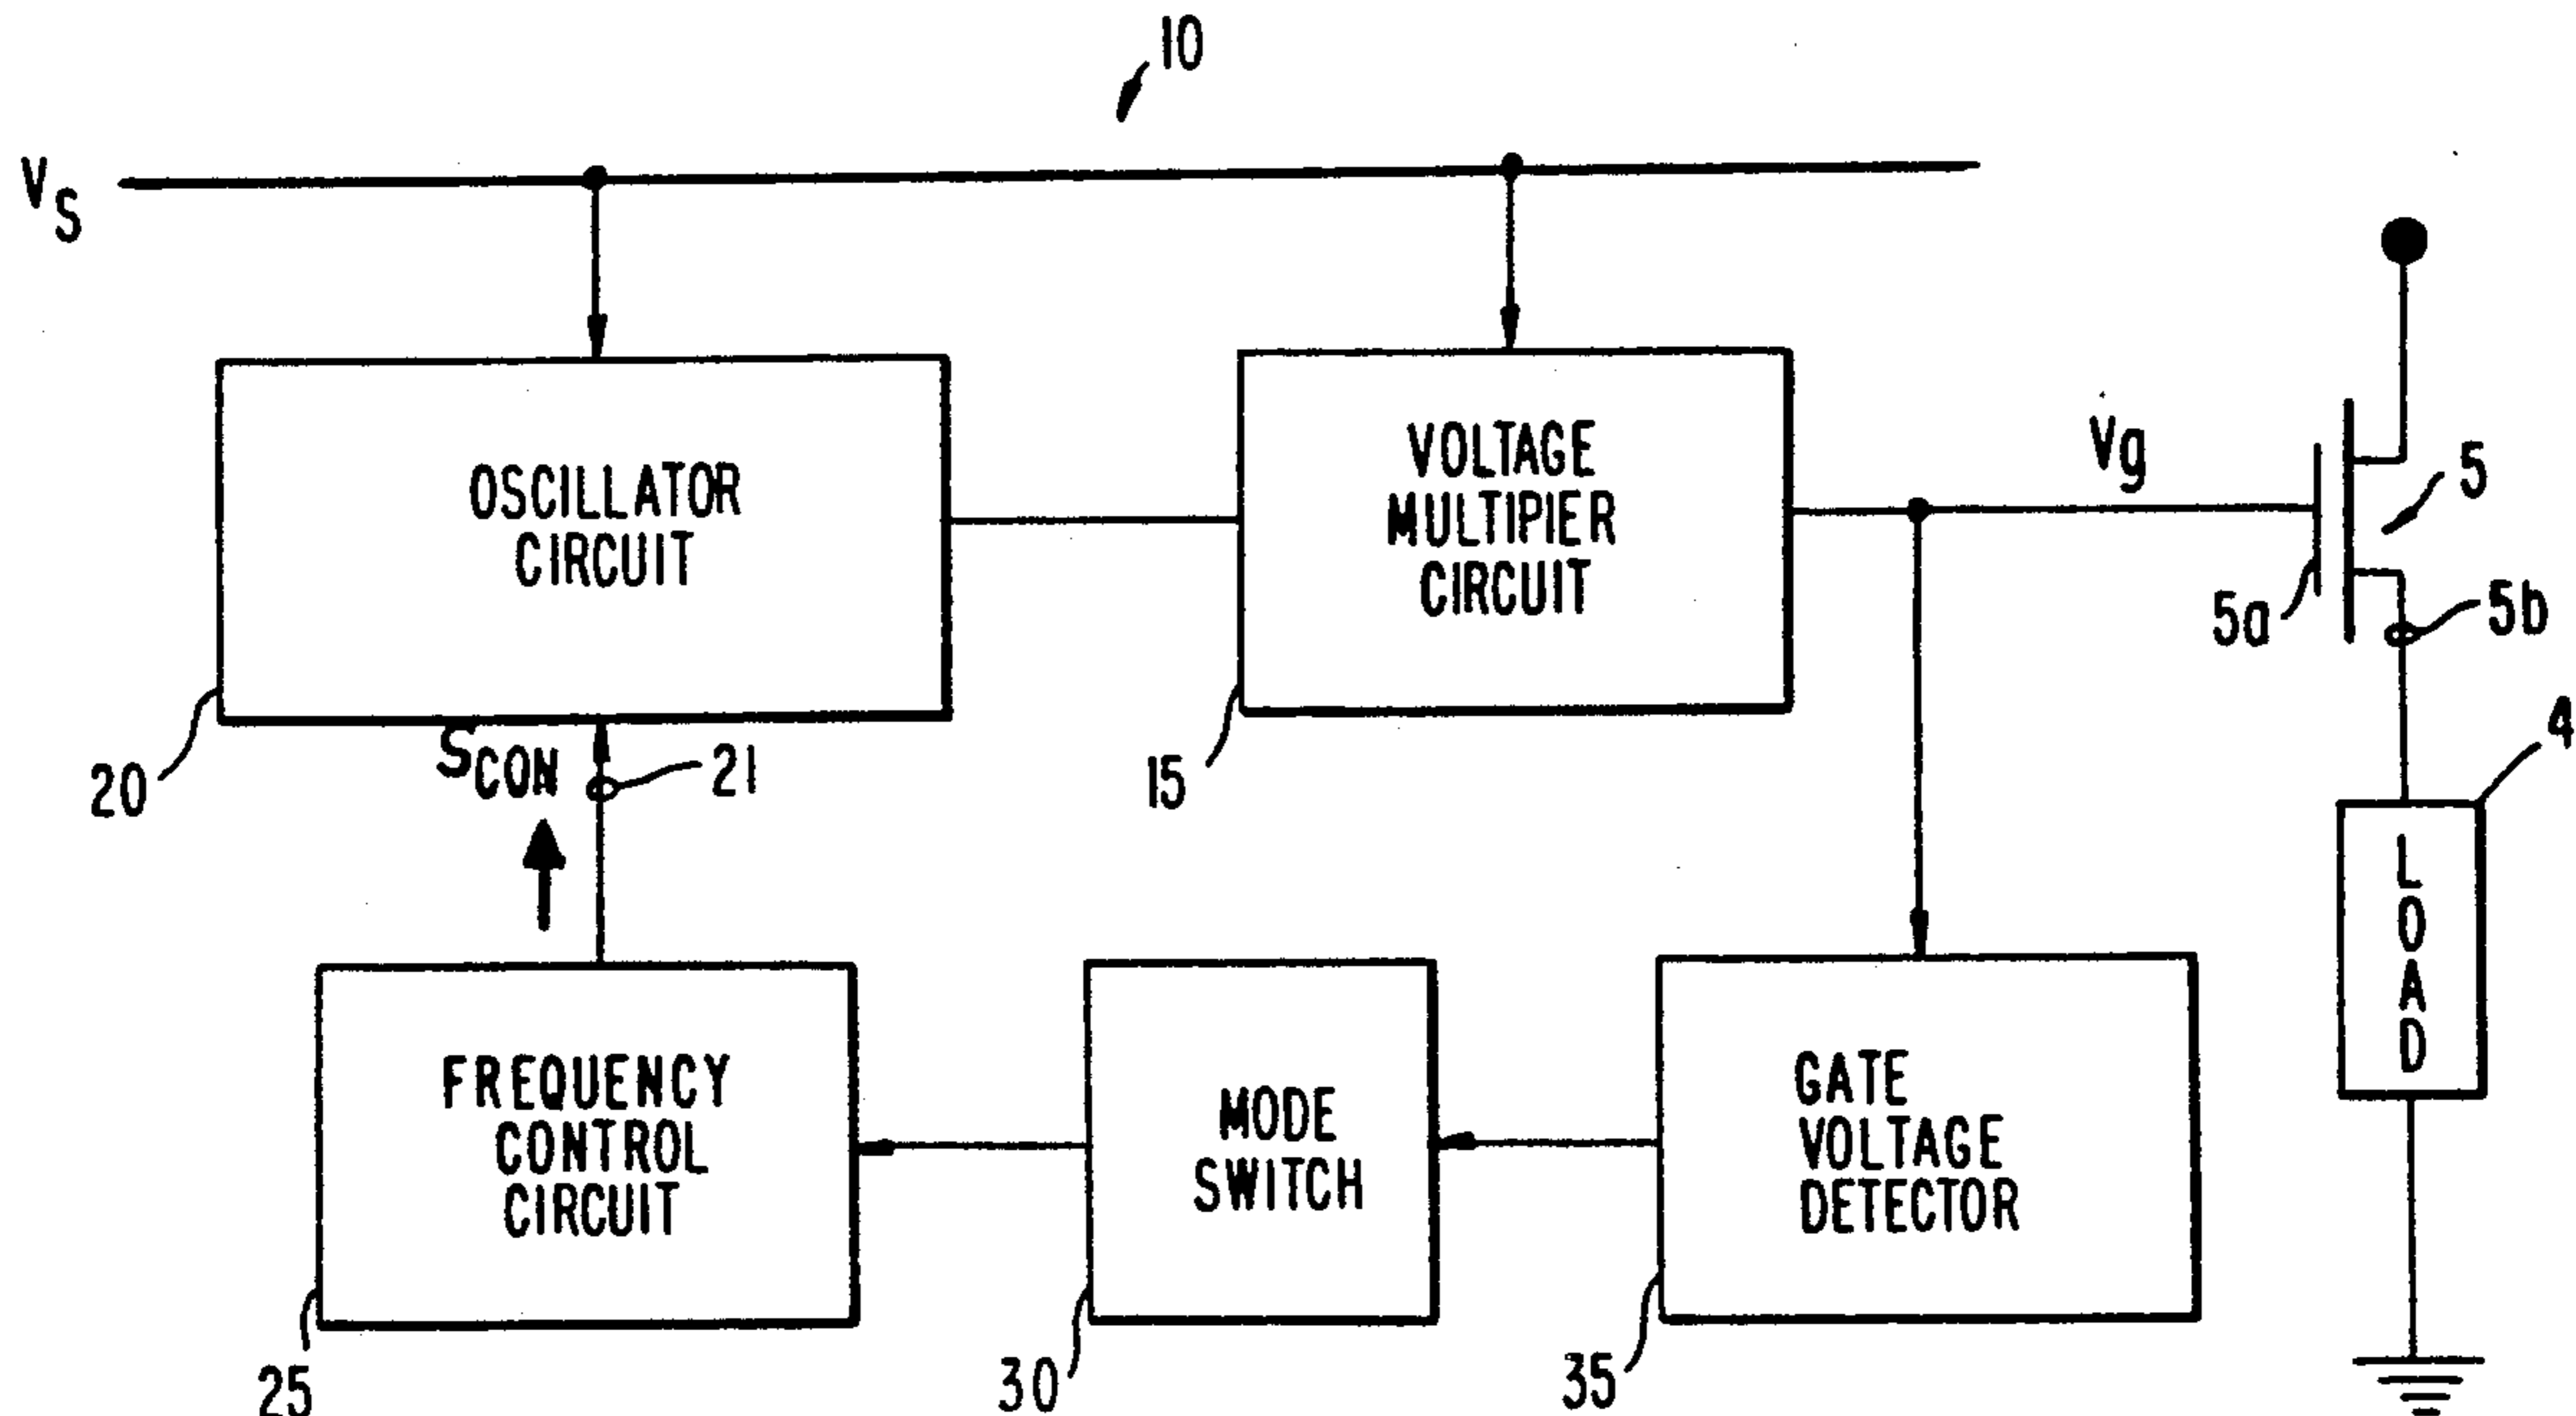 10
VS
OSCILLATOR
CIRCUIT
VOLTAGE
MULTIPIER
CIRCUIT
Vg
5
5a
5b
4
20
SCON
21
15
LOAD
FREQUENCY
CONTROL
CIRCUIT
MODE
SWITCH
GATE
VOLTAGE
DETECTOR
25
30
35